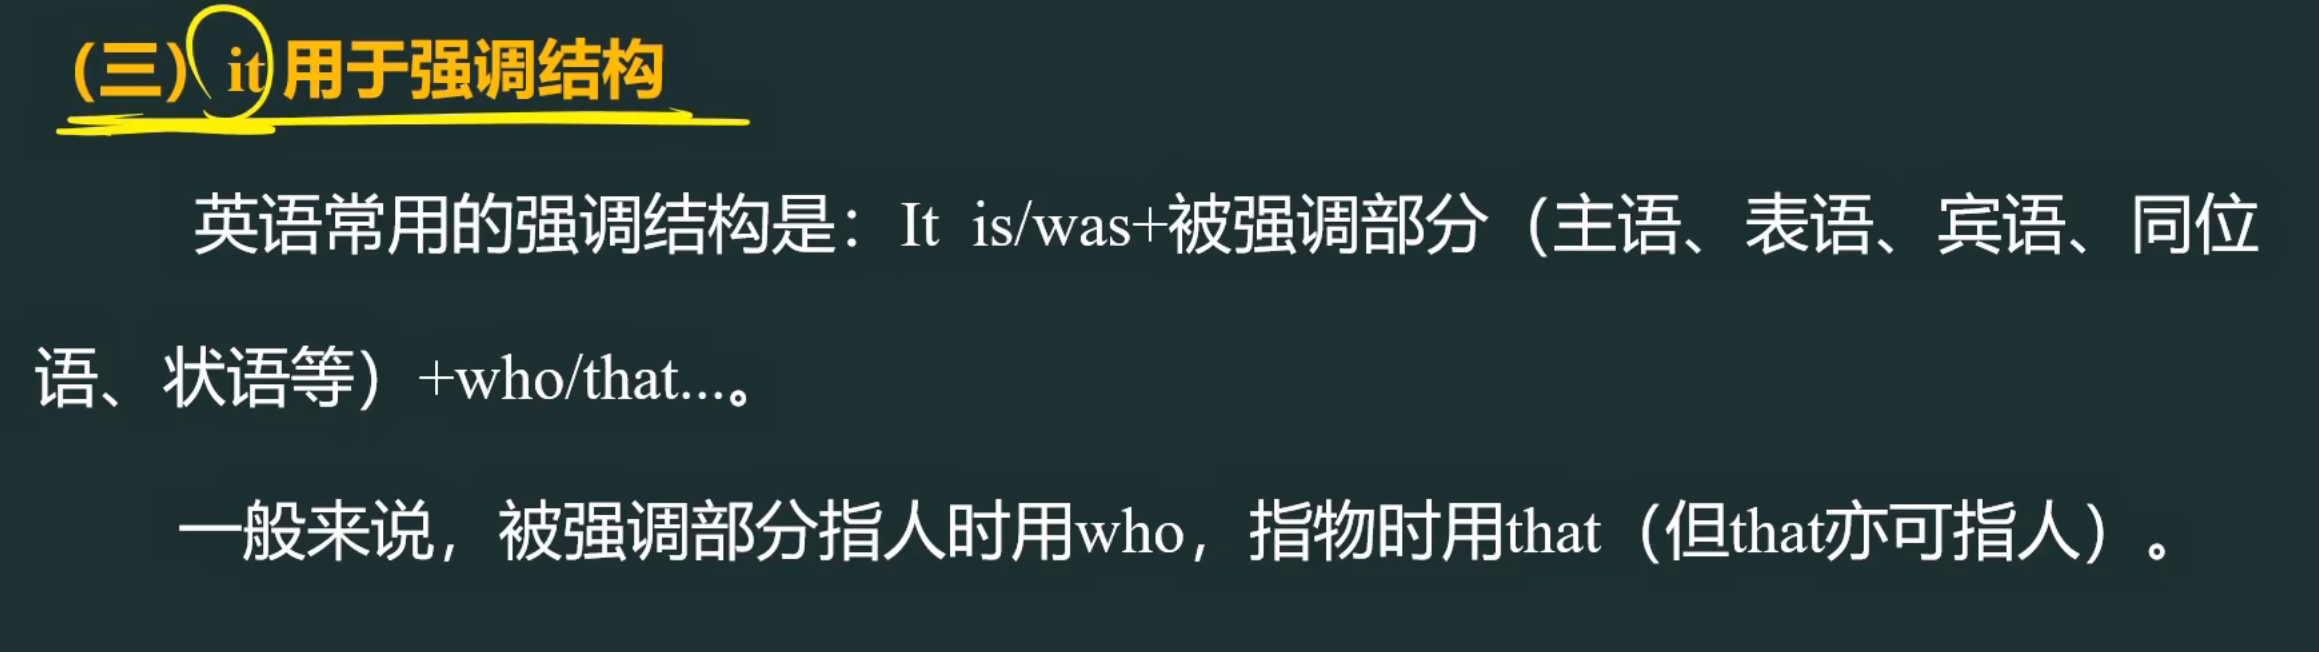 （三）it用于强调结构
英语常用的强调结构是：It is/was+被强调部分（主语、表语、宾语、同位
语、状语等）+who/that...。
一般来说，被强调部分指人时用who，指物时用that（但that亦可指人）。